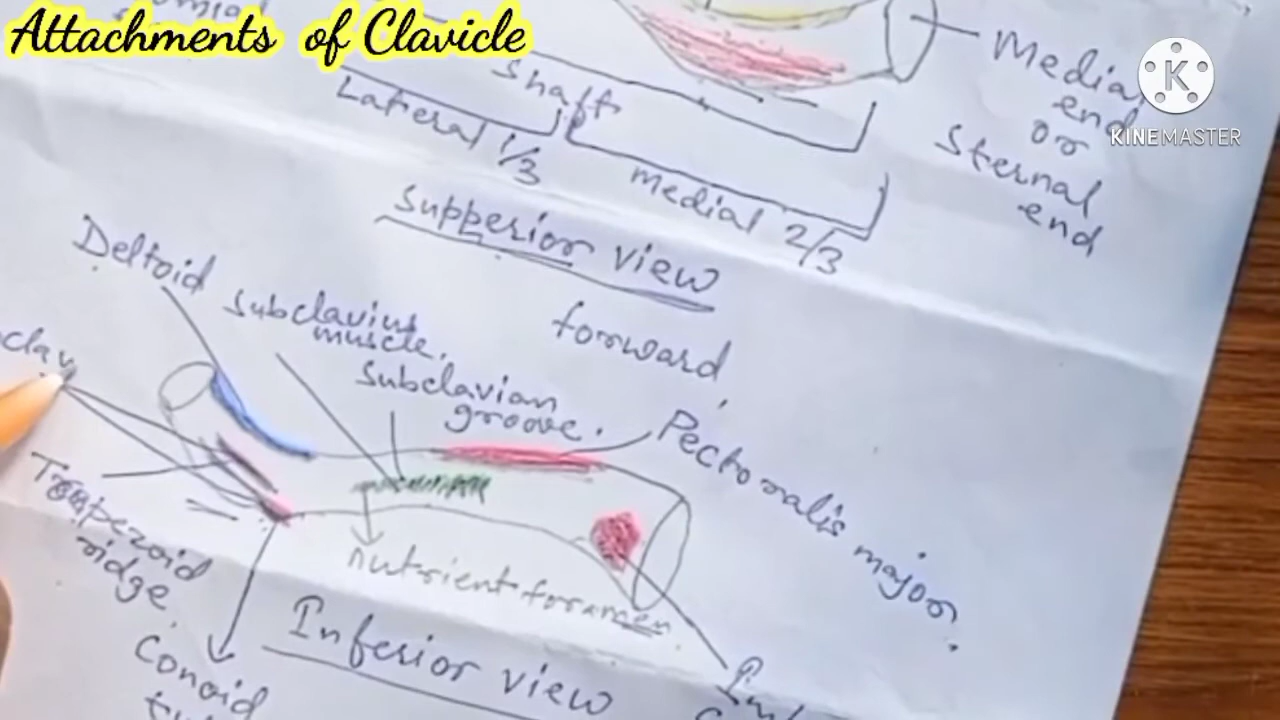 Attachments of Clavicle
Medial
end
or
Sternal
end
KINEMASTER
Shaft
Lateral 1/3
medial 2/3
Supperior view
forward
Deltoid
Subclavius
muscle.
Subclavian
groove.
Pectoralis major.
clav
Trapezoid
ridge
nutrient foramen
Conoid
Inferior view